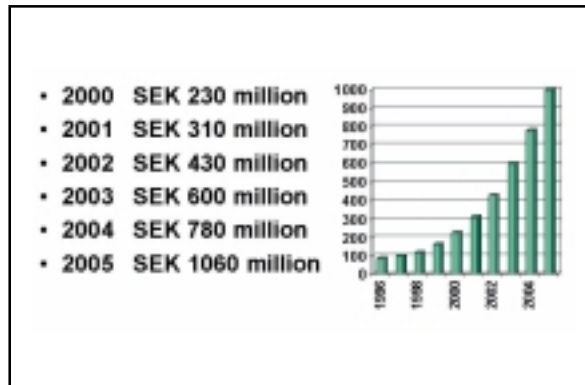 • 2000 SEK 230 million
• 2001 SEK 310 million
• 2002 SEK 430 million
• 2003 SEK 600 million
• 2004 SEK 780 million
• 2005 SEK 1060 million
1000
900
800
700
600
500
400
300
200
100
0
1996
1998
2000
2002
2004